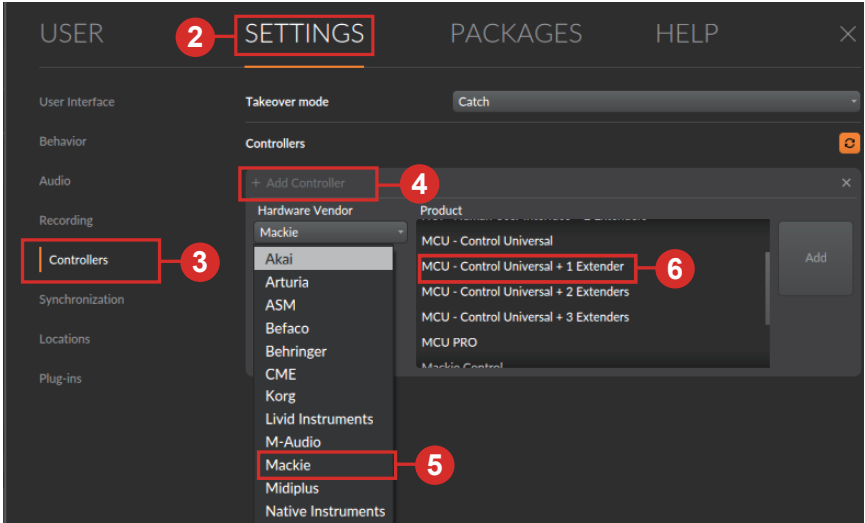 USER
2
SETTINGS
PACKAGES
HELP
User Interface
Behavior
Audio
Recording
Controllers
3
Synchronization
Locations
Plug-ins
Takeover mode
Catch
Controllers
+ Add Controller
4
Hardware Vendor
Mackie
Akai
Arturia
ASM
Befaco
Behringer
CME
Korg
Livid Instruments
M-Audio
Mackie
5
Midiplus
Native Instruments
Product
MCU - Control Universal
MCU - Control Universal + 1 Extender
6
MCU - Control Universal + 2 Extenders
MCU - Control Universal + 3 Extenders
MCU PRO
Mackie Control
Add